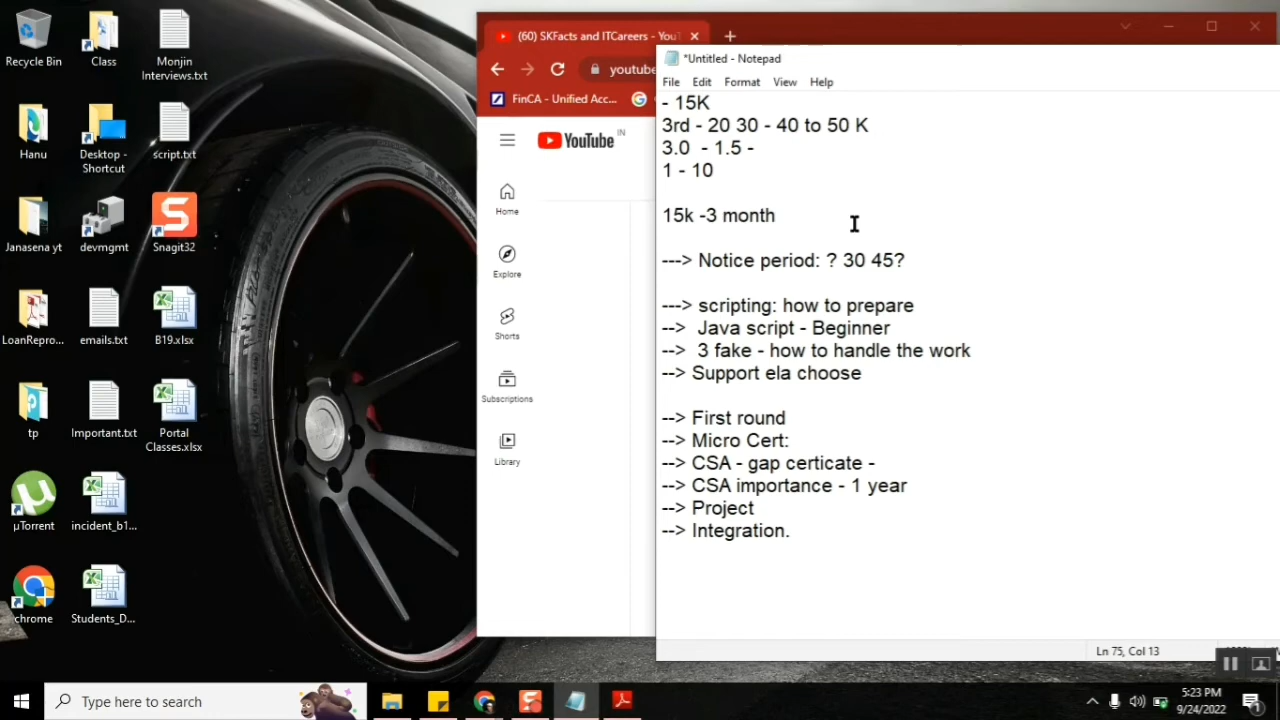 Recycle Bin
Class
Monjin Interviews.txt
Hanu
Desktop - Shortcut
script.txt
Janasena yt
devmgmt
Snagit32
LoanRepro...
emails.txt
B19.xlsx
tp
Important.txt
Portal Classes.xlsx
µTorrent
incident_b1...
chrome
Students_D...
(60) SKFacts and ITCareers - YouT
youtube
FinCA - Unified Acc...
YouTube IN
Home
Explore
Shorts
Subscriptions
Library
*Untitled - Notepad
File Edit Format View Help
- 15K
3rd - 20 30 - 40 to 50 K
3.0 - 1.5 -
1 - 10
15k -3 month
---> Notice period: ? 30 45?
---> scripting: how to prepare
--> Java script - Beginner
--> 3 fake - how to handle the work
--> Support ela choose
--> First round
--> Micro Cert:
--> CSA - gap certicate -
--> CSA importance - 1 year
--> Project
--> Integration.
Ln 75, Col 13
Type here to search
5:23 PM
9/24/2022